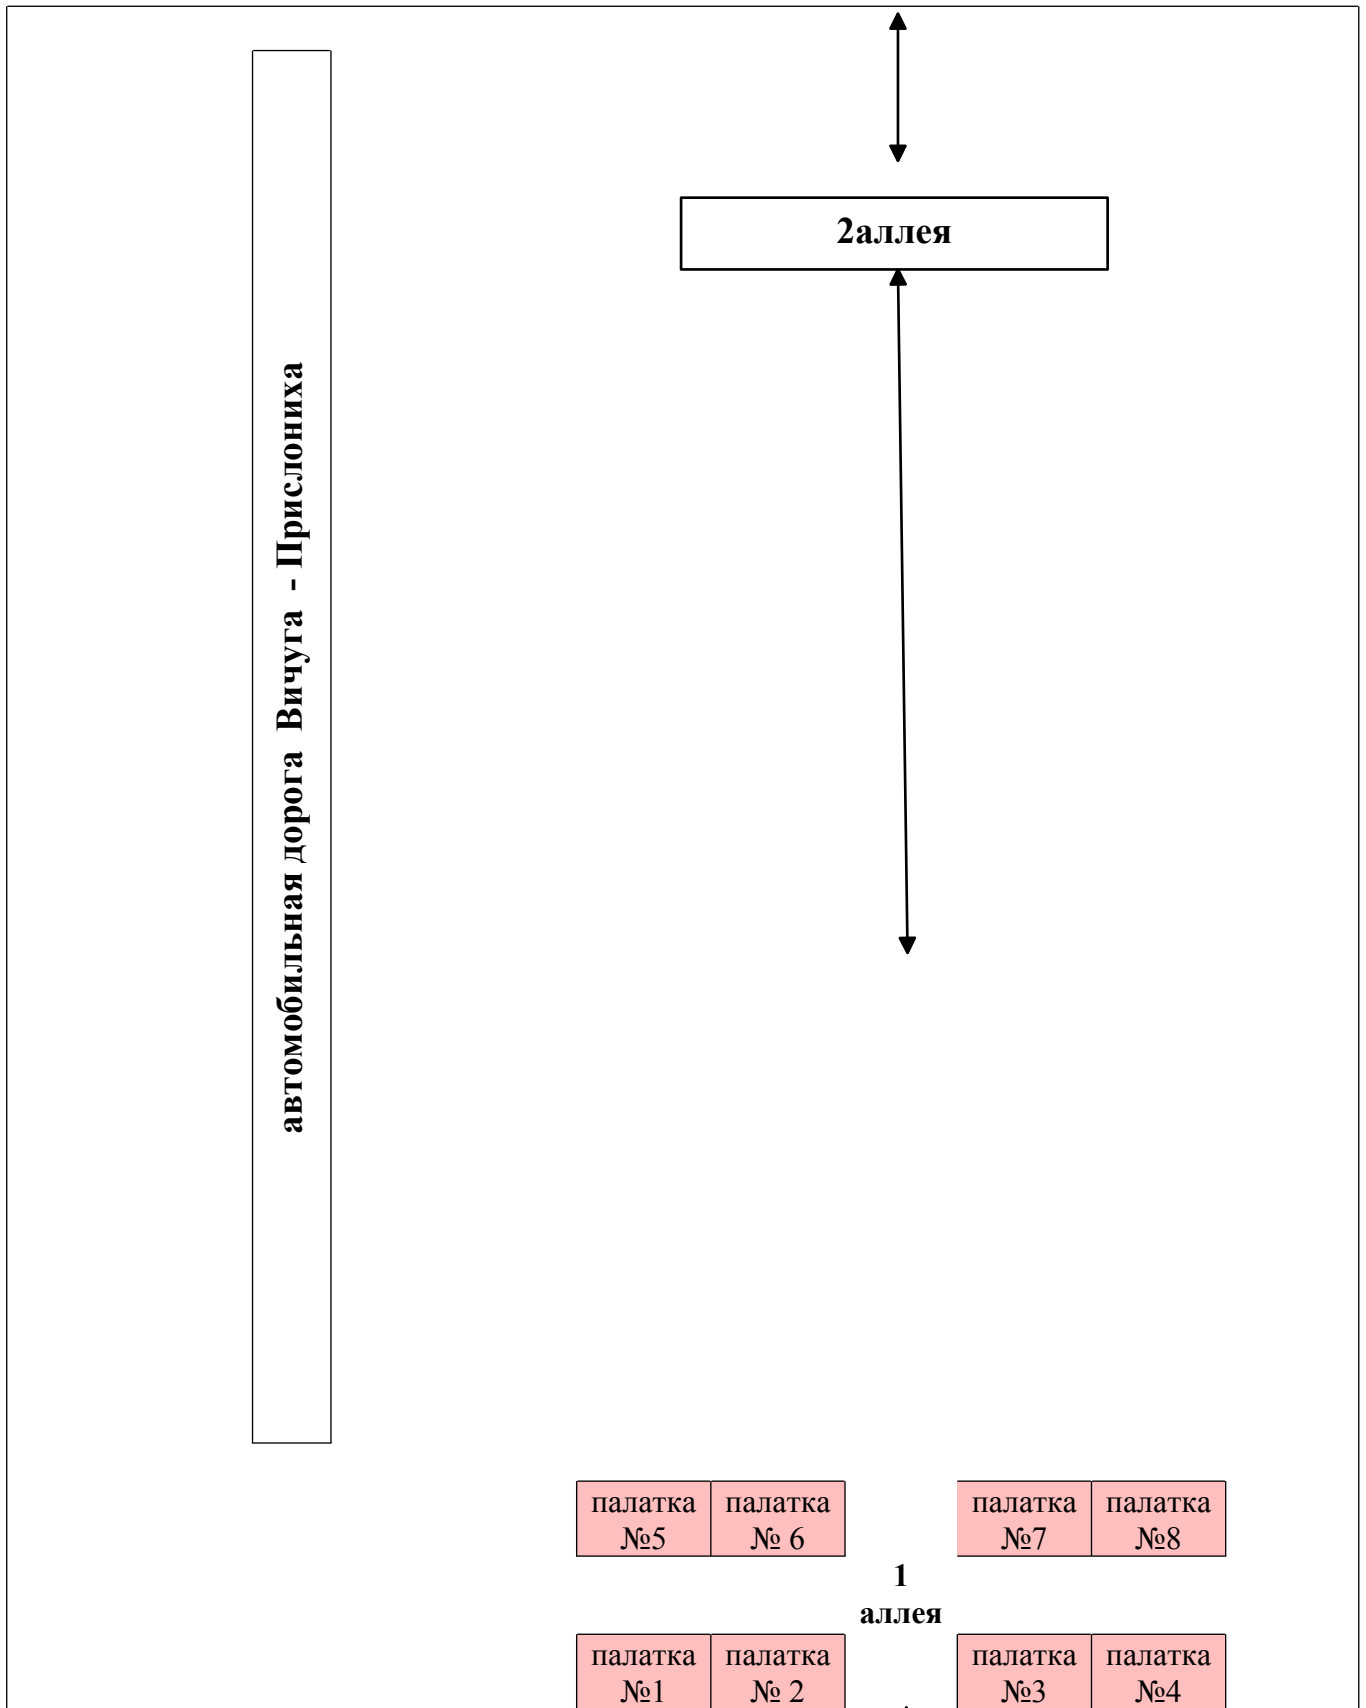 2аллея
автомобильная дорога Вичуга - Прислониха
палатка палатка палатка палатка
№5 № 6 №7 №8
1
аллея
палатка палатка палатка палатка
№1 № 2 №3 №4